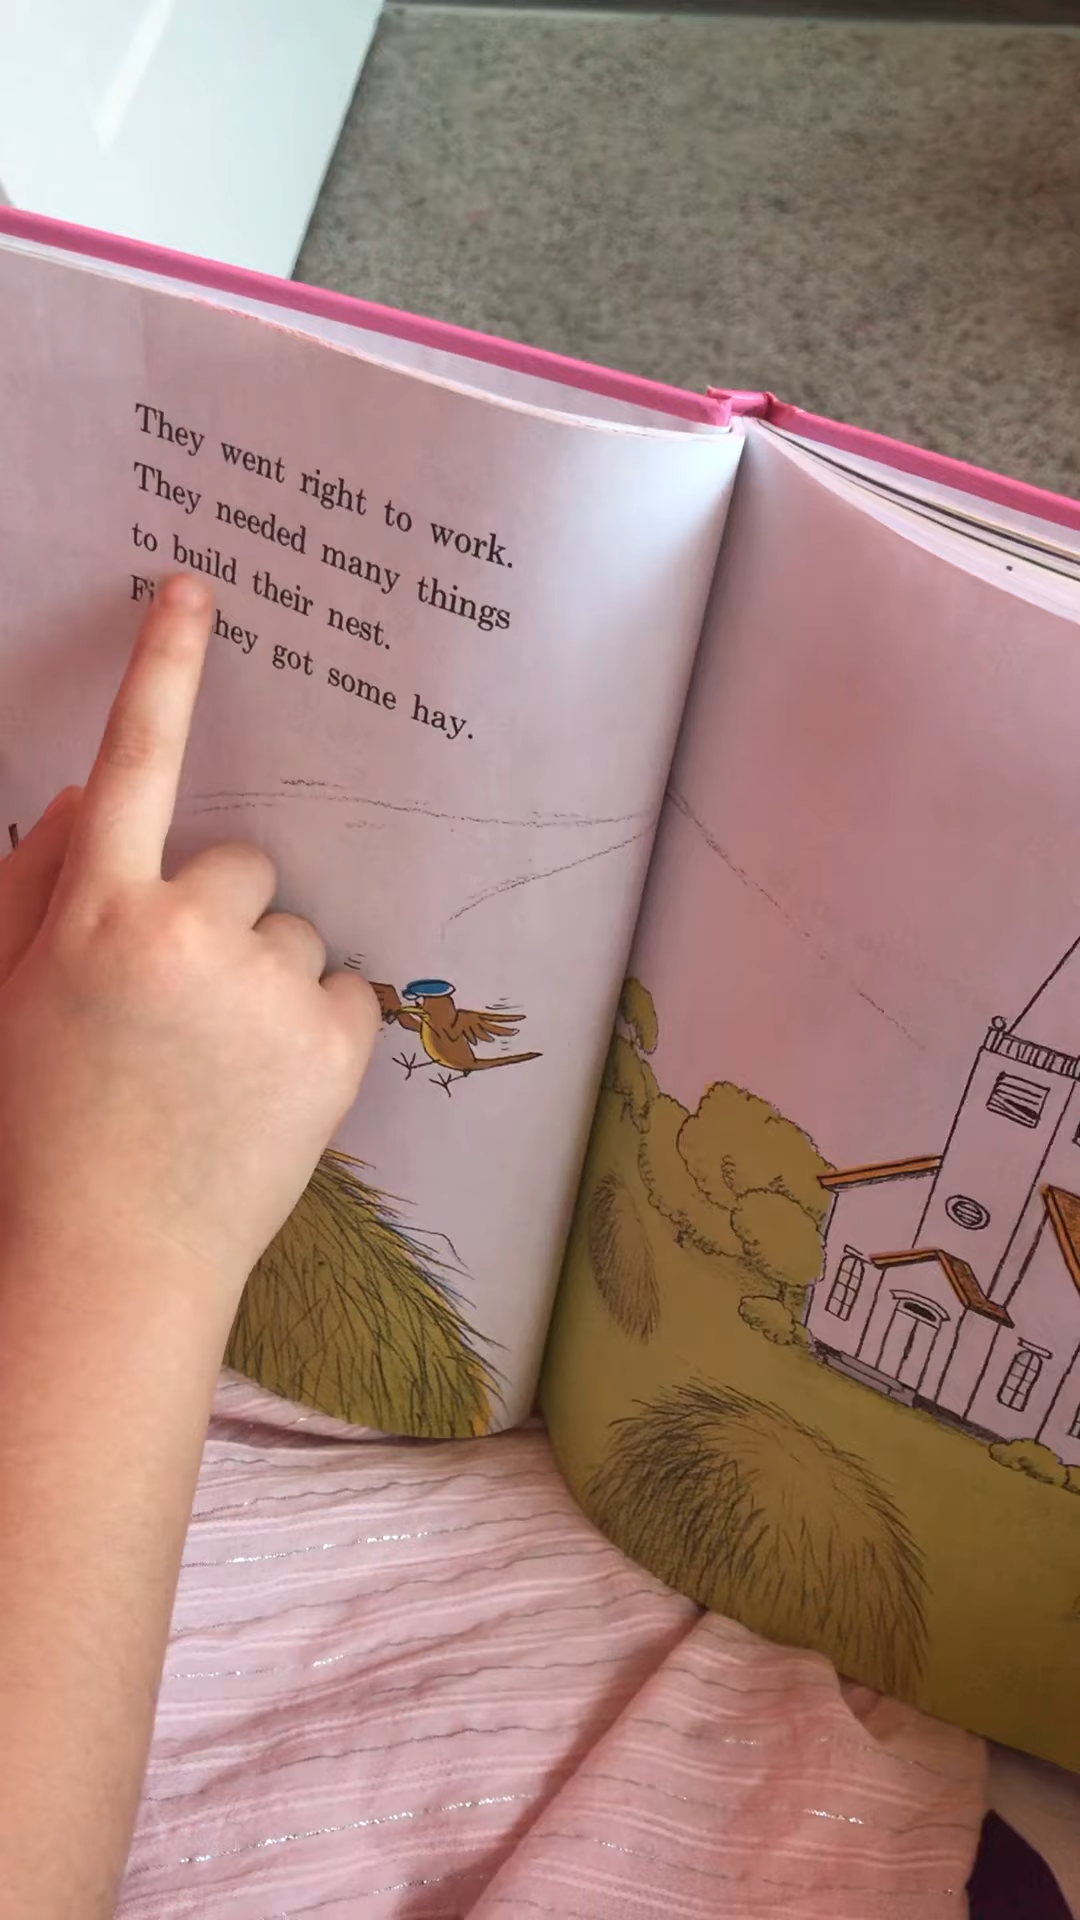 They went right to work.
They needed many things
to build their nest.
hey got some hay.